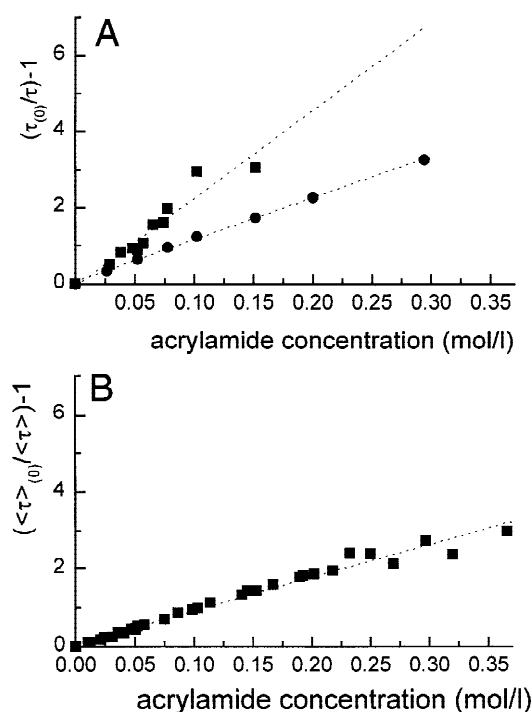 A
(τ(0)/τ)-1
6
4
2
0
0.05 0.10 0.15 0.20 0.25 0.30 0.35
acrylamide concentration (mol/l)
B
(<τ>(0)/<τ>)-1
6
4
2
0
0.00 0.05 0.10 0.15 0.20 0.25 0.30 0.35
acrylamide concentration (mol/l)